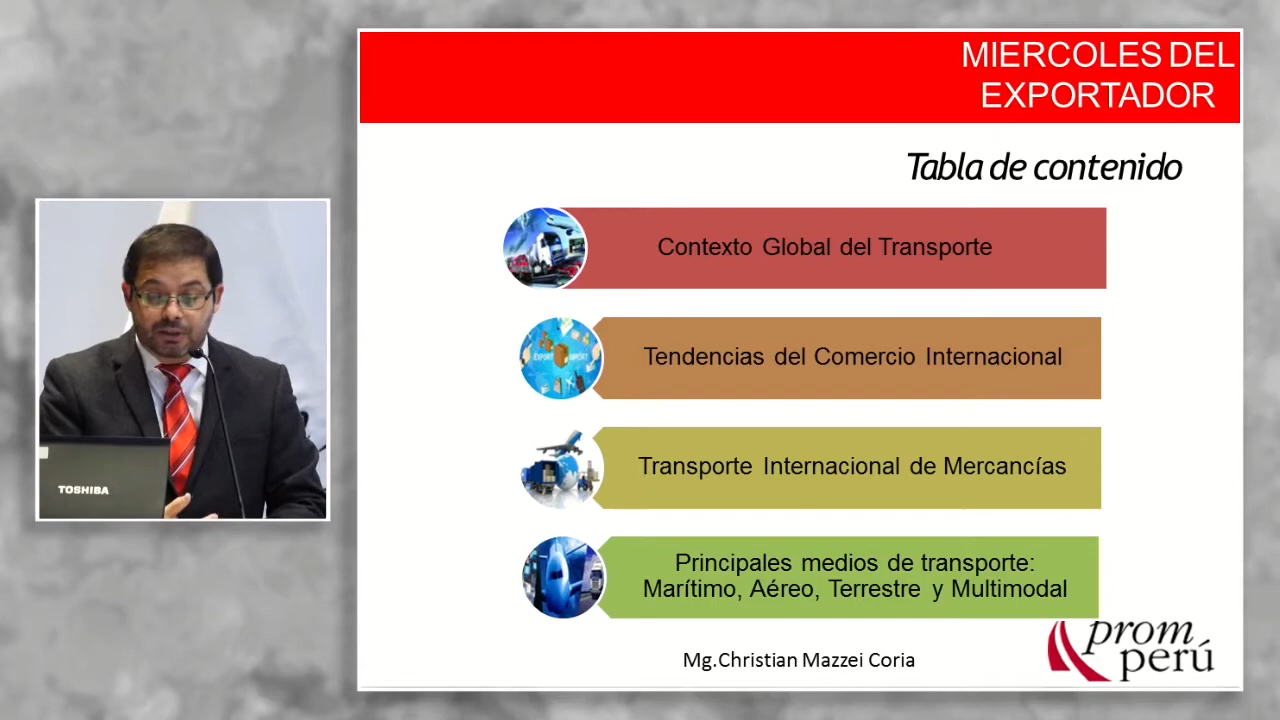 MIERCOLES DEL
EXPORTADOR
Tabla de contenido
Contexto Global del Transporte
EXPORT
Tendencias del Comercio Internacional
Transporte Internacional de Mercancías
Principales medios de transporte:
Marítimo, Aéreo, Terrestre y Multimodal
TOSHIBA
Mg.Christian Mazzei Coria
prom
perú